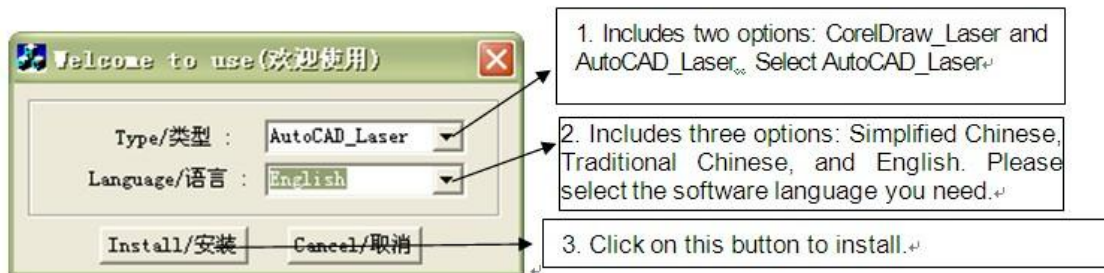 Welcome to use(欢迎使用)
Type/类型 : AutoCAD_Laser
Language/语言 : English
Install/安装 Cancel/取消
1. Includes two options: CorelDraw_Laser and
AutoCAD_Laser. Select AutoCAD_Laser
2. Includes three options: Simplified Chinese,
Traditional Chinese, and English. Please
select the software language you need.
3. Click on this button to install.